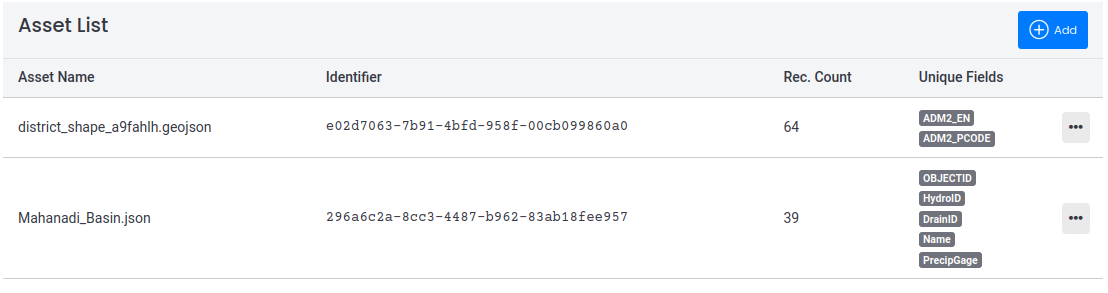 Asset List
Add
Asset Name Identifier Rec. Count Unique Fields
district_shape_a9fahlh.geojson e02d7063-7b91-4bfd-958f-00cb099860a0 64 ADM2_EN
ADM2_PCODE
Mahanadi_Basin.json 296a6c2a-8cc3-4487-b962-83ab18fee957 39 OBJECTID
HydroID
DrainID
Name
PrecipGage